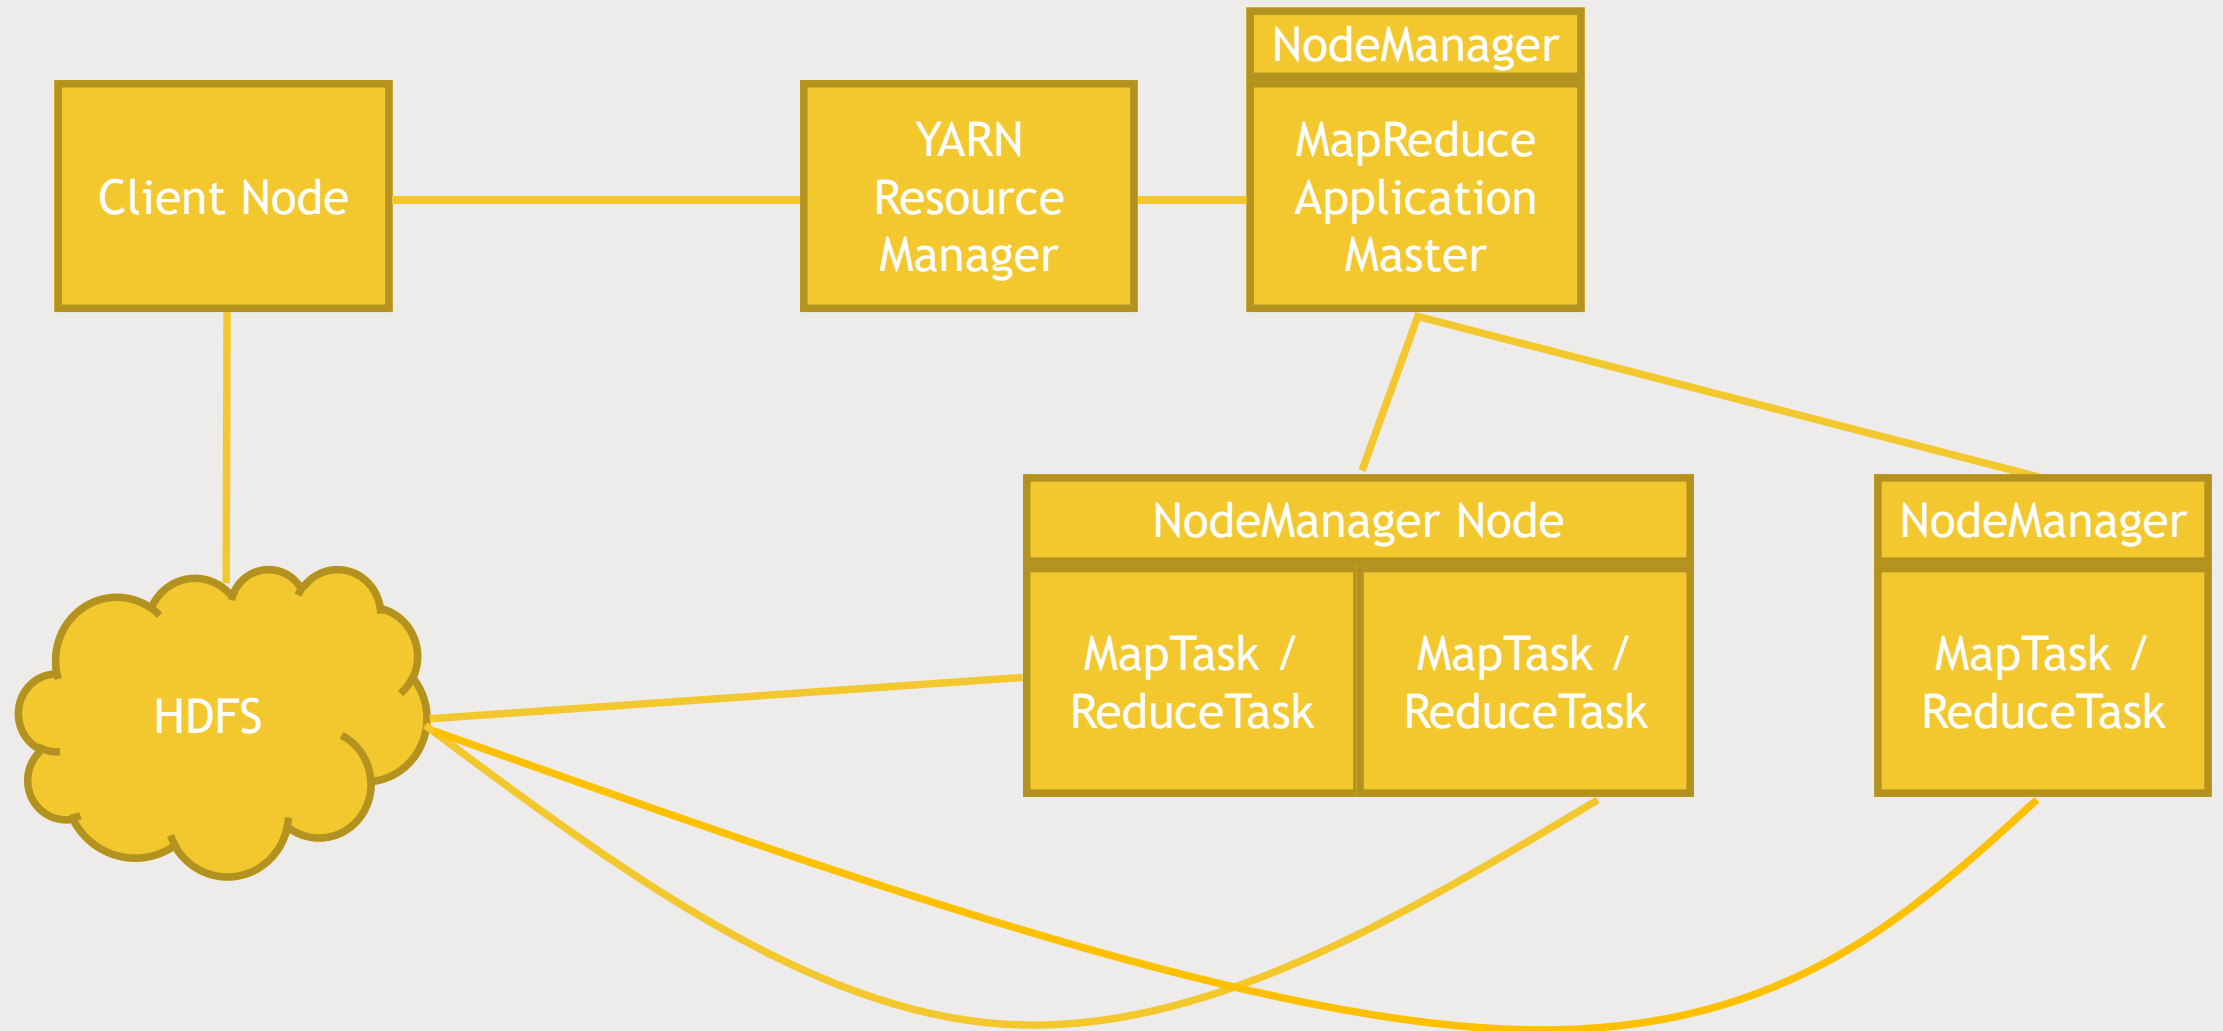 NodeManager
Client Node
YARN
Resource
Manager
MapReduce
Application
Master
NodeManager Node
NodeManager
MapTask /
ReduceTask
MapTask /
ReduceTask
MapTask /
ReduceTask
HDFS